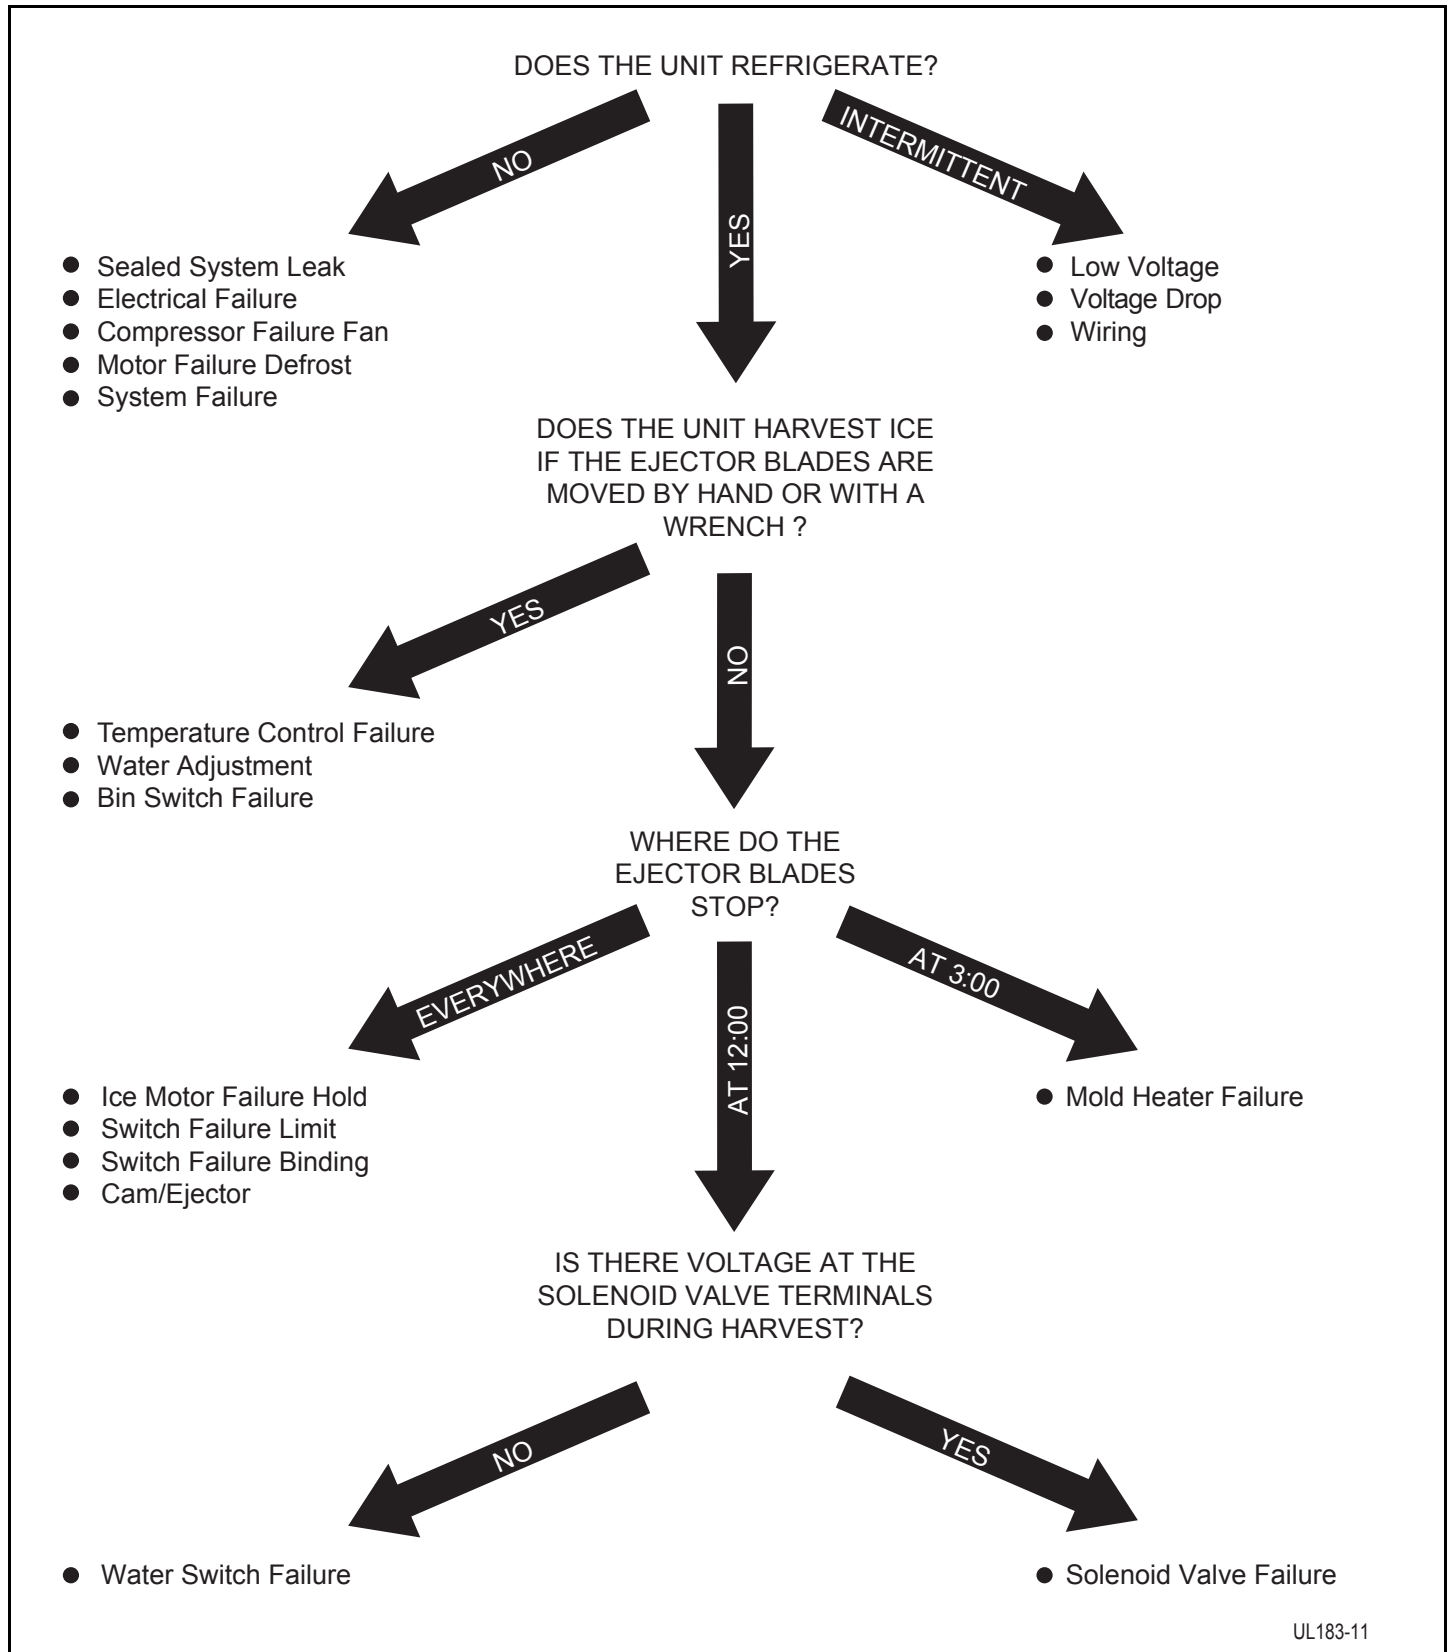 DOES THE UNIT REFRIGERATE?
NO
YES
INTERMITTENT
● Sealed System Leak
● Electrical Failure
● Compressor Failure Fan
● Motor Failure Defrost
● System Failure
● Low Voltage
● Voltage Drop
● Wiring
DOES THE UNIT HARVEST ICE
IF THE EJECTOR BLADES ARE
MOVED BY HAND OR WITH A
WRENCH ?
YES
NO
● Temperature Control Failure
● Water Adjustment
● Bin Switch Failure
WHERE DO THE
EJECTOR BLADES
STOP?
EVERYWHERE
AT 12:00
AT 3:00
● Ice Motor Failure Hold
● Switch Failure Limit
● Switch Failure Binding
● Cam/Ejector
● Mold Heater Failure
IS THERE VOLTAGE AT THE
SOLENOID VALVE TERMINALS
DURING HARVEST?
NO
YES
● Water Switch Failure
● Solenoid Valve Failure
UL183-11